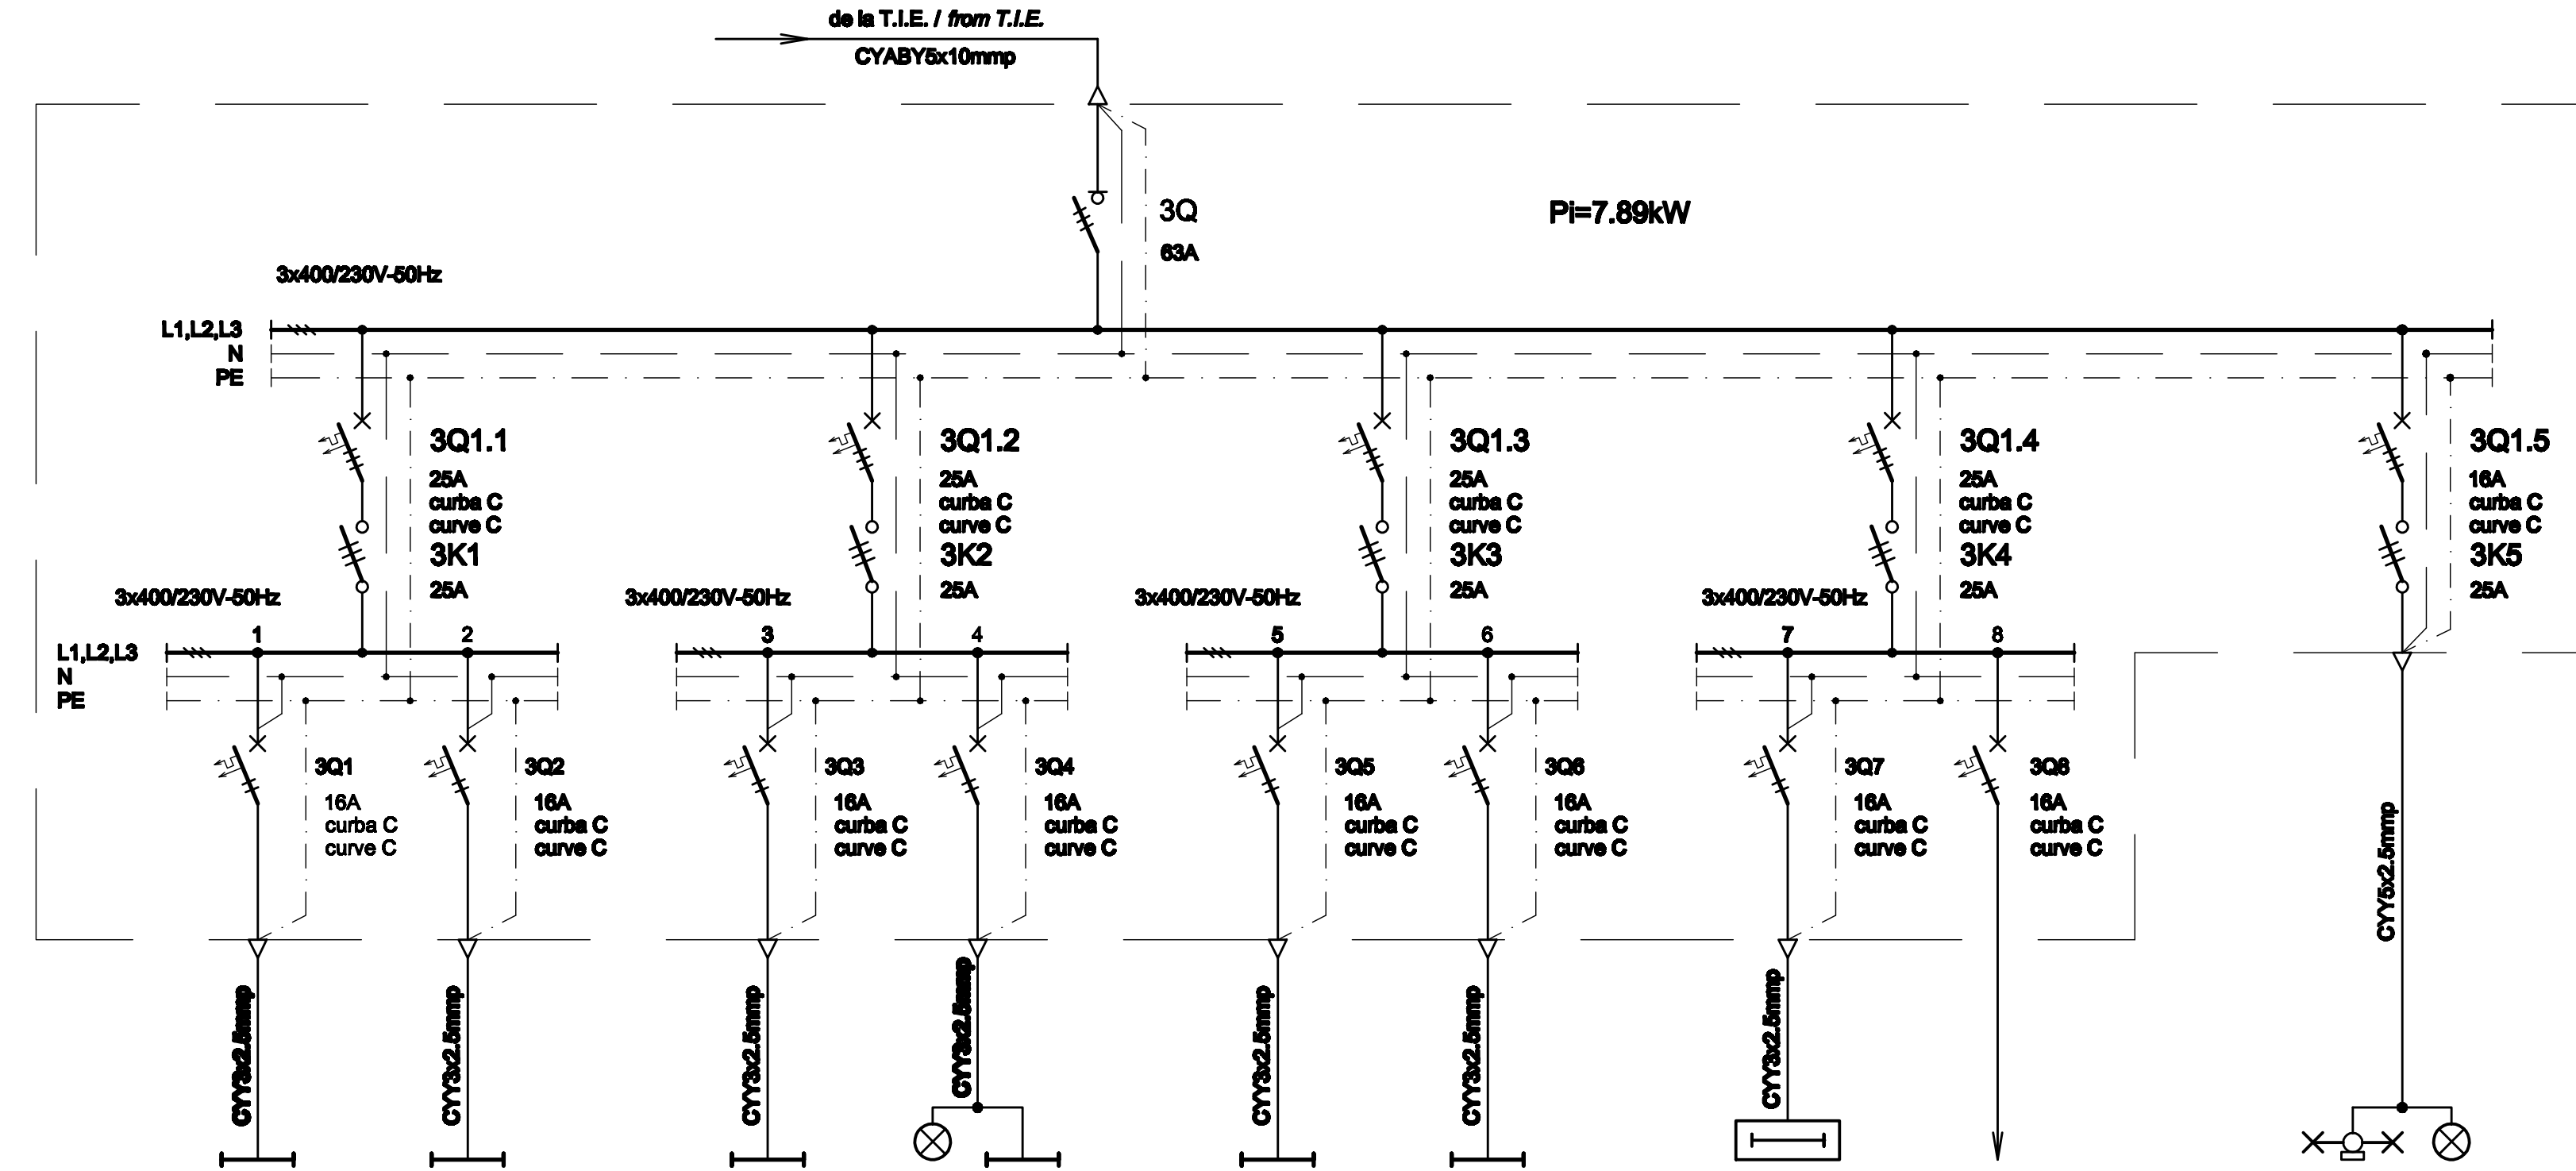 de la T.I.E. / from T.I.E.
CYABY5x10mmp
3Q
63A
Pi=7.89kW
3x400/230V-50Hz
L1,L2,L3
N
PE
3Q1.1
25A
curba C
curve C
3K1
25A
3Q1.2
25A
curba C
curve C
3K2
25A
3Q1.3
25A
curba C
curve C
3K3
25A
3Q1.4
25A
curba C
curve C
3K4
25A
3Q1.5
16A
curba C
curve C
3K5
25A
3x400/230V-50Hz
3x400/230V-50Hz
3x400/230V-50Hz
3x400/230V-50Hz
L1,L2,L3
N
PE
1
2
3
4
5
6
7
8
3Q1
16A
curba C
curve C
3Q2
16A
curba C
curve C
3Q3
16A
curba C
curve C
3Q4
16A
curba C
curve C
3Q5
16A
curba C
curve C
3Q6
16A
curba C
curve C
3Q7
16A
curba C
curve C
3Q8
16A
curba C
curve C
CYY3x2.5mmp
CYY3x2.5mmp
CYY3x2.5mmp
CYY3x2.5mmp
CYY3x2.5mmp
CYY3x2.5mmp
CYY3x2.5mmp
CYY5x2.5mmp